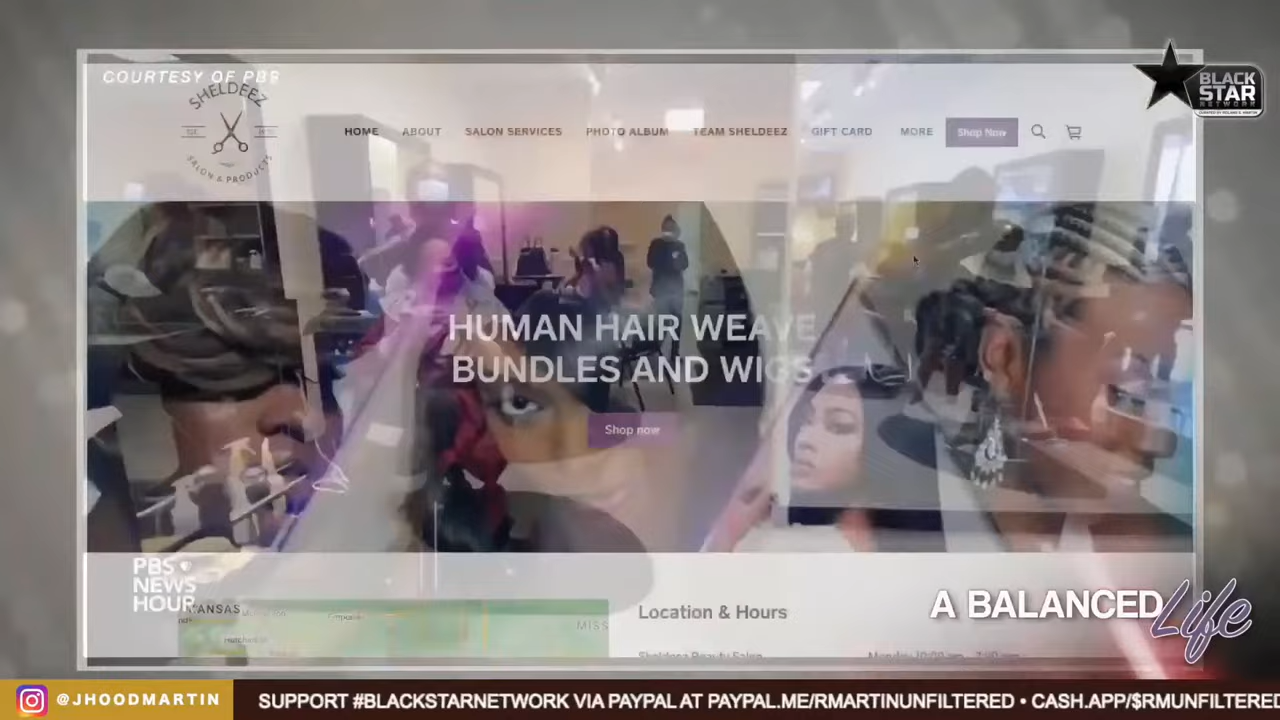 COURTESY OF PBS
BLACK
STAR
NETWORK
SHELDEEZ
SALON & PRODUCTS
HOME ABOUT SALON SERVICES PHOTO ALBUM TEAM SHELDEEZ GIFT CARD MORE Shop Now
HUMAN HAIR WEAVE
BUNDLES AND WIGS
Shop now
PBS
NEWS
HOUR
KANSAS
MISS
Location & Hours
A BALANCED Life
@JHOODMARTIN
SUPPORT #BLACKSTARNETWORK VIA PAYPAL AT PAYPAL.ME/RMARTINUNFILTERED • CASH.APP/$RMUNFILTERED